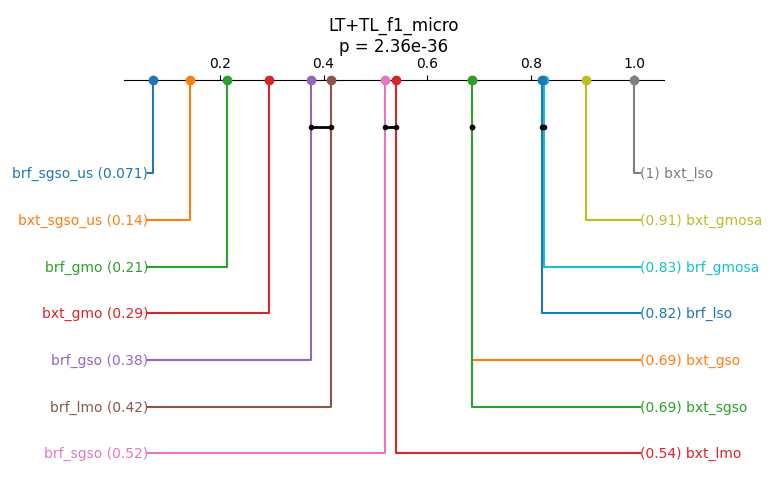 LT+TL_f1_micro
p = 2.36e-36
0.2 0.4 0.6 0.8 1.0
brf_sgso_us (0.071) (1) bxt_lso
bxt_sgso_us (0.14) (0.91) bxt_gmosa
brf_gmo (0.21) (0.83) brf_gmosa
bxt_gmo (0.29) (0.82) brf_lso
brf_gso (0.38) (0.69) bxt_gso
brf_lmo (0.42) (0.69) bxt_sgso
brf_sgso (0.52) (0.54) bxt_lmo